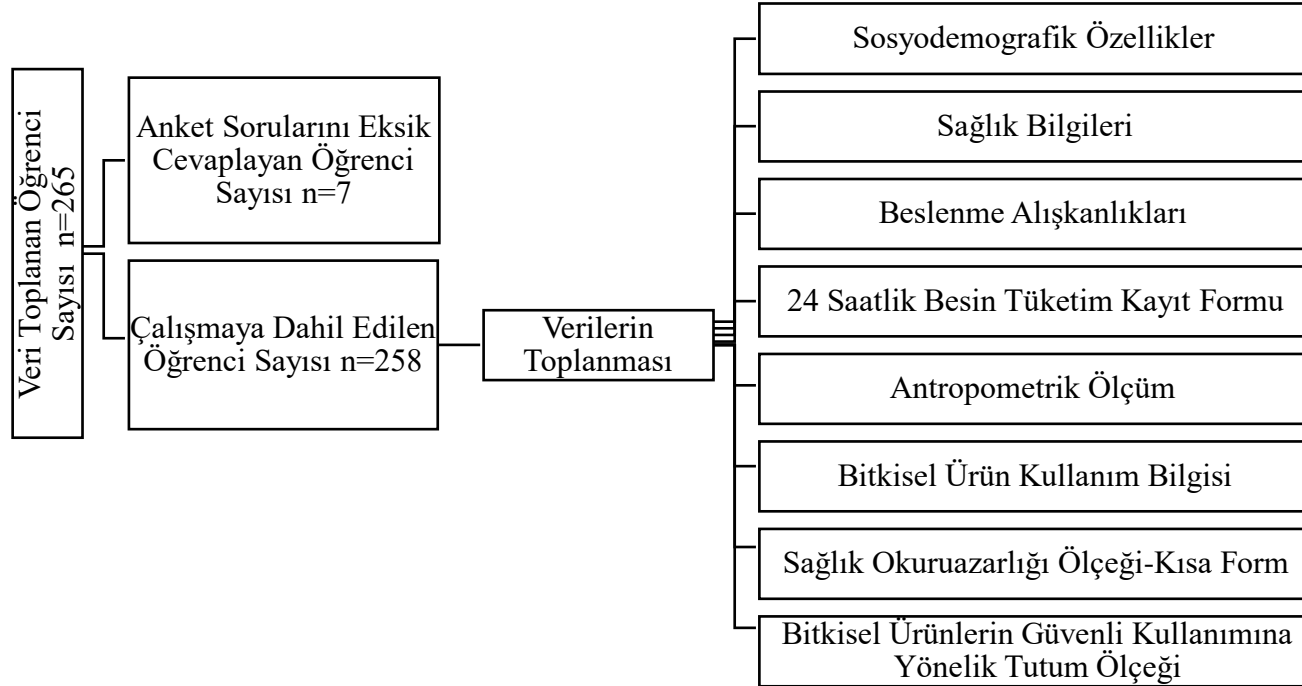 Veri Toplanan Öğrenci
Sayısı n=265
Anket Sorularını Eksik
Cevaplayan Öğrenci
Sayısı n=7
Çalışmaya Dahil Edilen
Öğrenci Sayısı n=258
Verilerin
Toplanması
Sosyodemografik Özellikler
Sağlık Bilgileri
Beslenme Alışkanlıkları
24 Saatlik Besin Tüketim Kayıt Formu
Antropometrik Ölçüm
Bitkisel Ürün Kullanım Bilgisi
Sağlık Okuruazarlığı Ölçeği-Kısa Form
Bitkisel Ürünlerin Güvenli Kullanımına
Yönelik Tutum Ölçeği